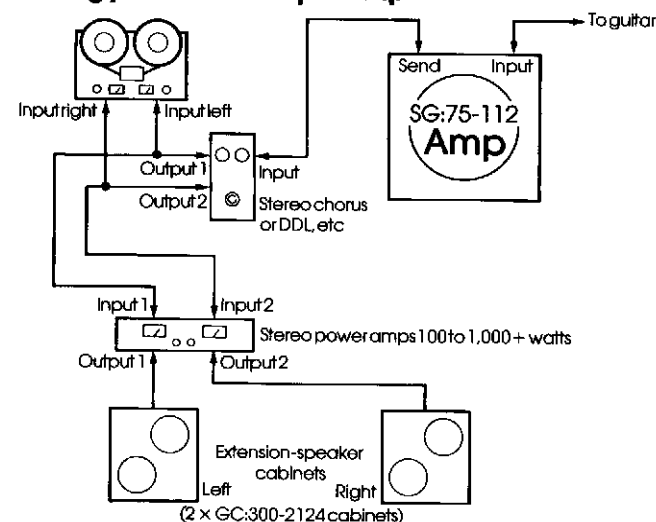 To guitar
Send Input
SG:75-112
Amp
Input right Input left
Output 1 Input
Output 2 Stereo chorus
or DDL, etc
Input 1 Input 2
Stereo power amps 100 to 1,000+ watts
Output 1 Output 2
Extension-speaker
cabinets
Left Right
(2 × GC:300-2124 cabinets)